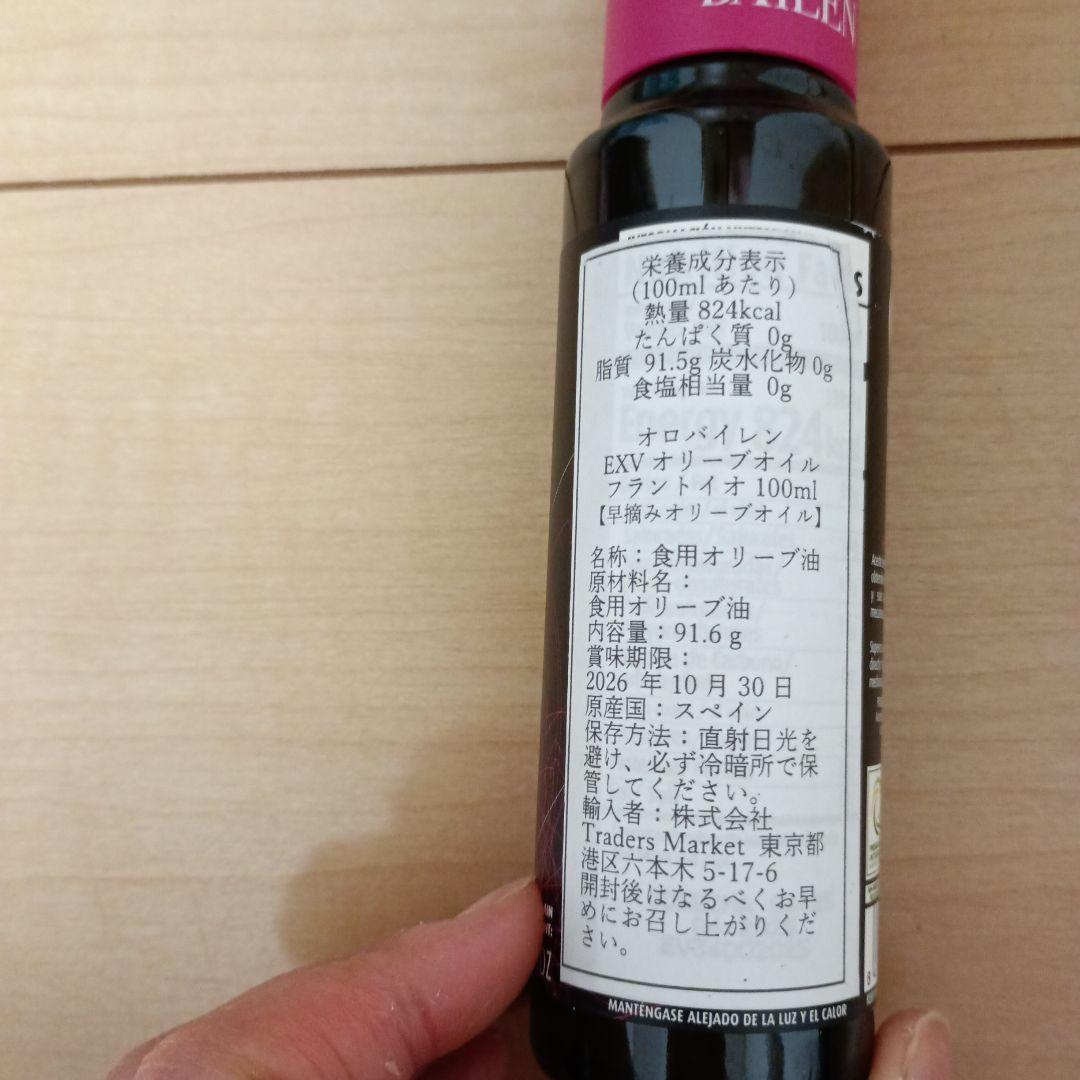 BAILEN
栄養成分表示
(100ml あたり)
熱量 824kcal
たんぱく質 0g
脂質 91.5g 炭水化物 0g
食塩相当量 0g
オロバイレン
EXV オリーブオイル
フラントイオ 100ml
【早摘みオリーブオイル】
名称：食用オリーブ油
原材料名：
食用オリーブ油
内容量：91.6 g
賞味期限：
2026 年 10 月 30 日
原産国：スペイン
保存方法：直射日光を
避け、必ず冷暗所で保
管してください。
輸入者：株式会社
Traders Market 東京都
港区六本木 5-17-6
開封後はなるべくお早
めにお召し上がりくだ
さい。
MANTÉNGASE ALEJADO DE LA LUZ Y EL CALOR